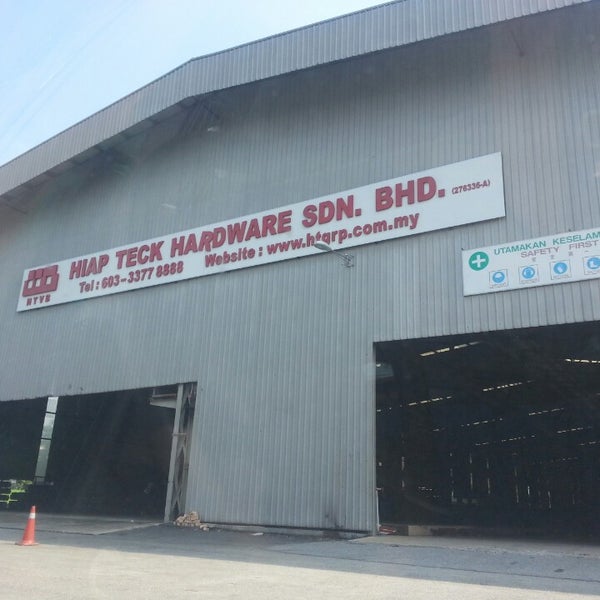 HIAP TECK HARDWARE SDN. BHD. (276336-A)
Tel : 603-3377 8888 Website : www.htgrp.com.my
HTVB
UTAMAKAN KESELAM
SAFETY FIRST